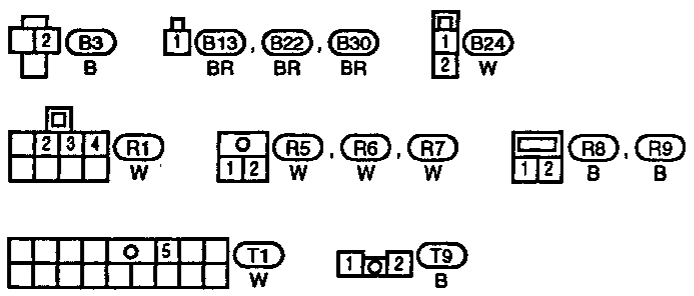 2 B3 1 B13 , B22 , B30 1 B24
B BR BR BR 2 W
2 3 4 R1 R5 , R6 , R7 R8 , R9
W 1 2 W W W 1 2 B B
5 T1 1 2 T9
W B